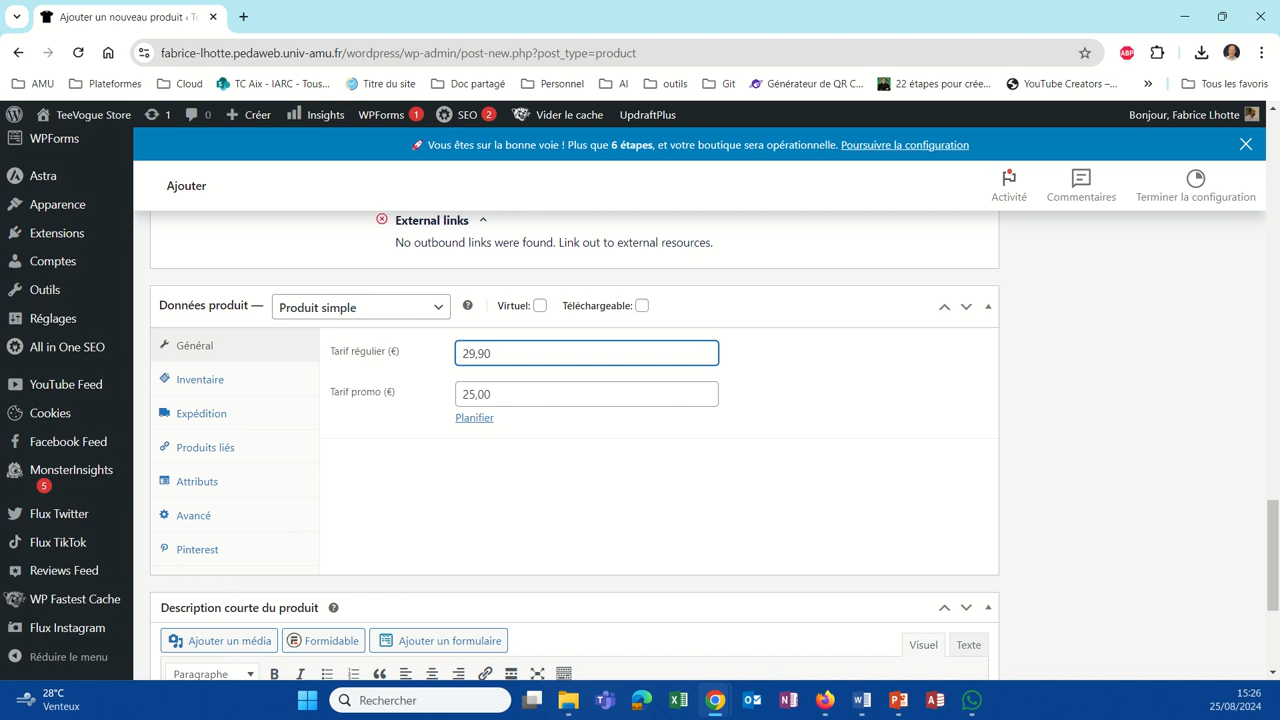 Ajouter un nouveau produit ‹ Te
fabrice-lhotte.pedaweb.univ-amu.fr/wordpress/wp-admin/post-new.php?post_type=product
ABP
AMU
Plateformes
Cloud
TC Aix - IARC - Tous...
Titre du site
Doc partagé
Personnel
AI
outils
Git
Générateur de QR C...
22 étapes pour crée...
YouTube Creators –...
»
Tous les favoris
TeeVogue Store
1
0
Créer
Insights
WPForms 1
SEO 2
Vider le cache
UpdraftPlus
Bonjour, Fabrice Lhotte
🚀 Vous êtes sur la bonne voie ! Plus que 6 étapes, et votre boutique sera opérationnelle. Poursuivre la configuration
Ajouter
Activité
Commentaires
Terminer la configuration
WPForms
Astra
Apparence
Extensions
Comptes
Outils
Réglages
All in One SEO
YouTube Feed
Cookies
Facebook Feed
MonsterInsights
5
Flux Twitter
Flux TikTok
Reviews Feed
WP Fastest Cache
Flux Instagram
Réduire le menu
External links
No outbound links were found. Link out to external resources.
Données produit —
Produit simple
Virtuel:
Téléchargeable:
Général
Inventaire
Expédition
Produits liés
Attributs
Avancé
Pinterest
Tarif régulier (€)
29,90
Tarif promo (€)
25,00
Planifier
Description courte du produit
Ajouter un média
Formidable
Ajouter un formulaire
Visuel
Texte
Paragraphe
B I
28°C
Venteux
Rechercher
15:26
25/08/2024